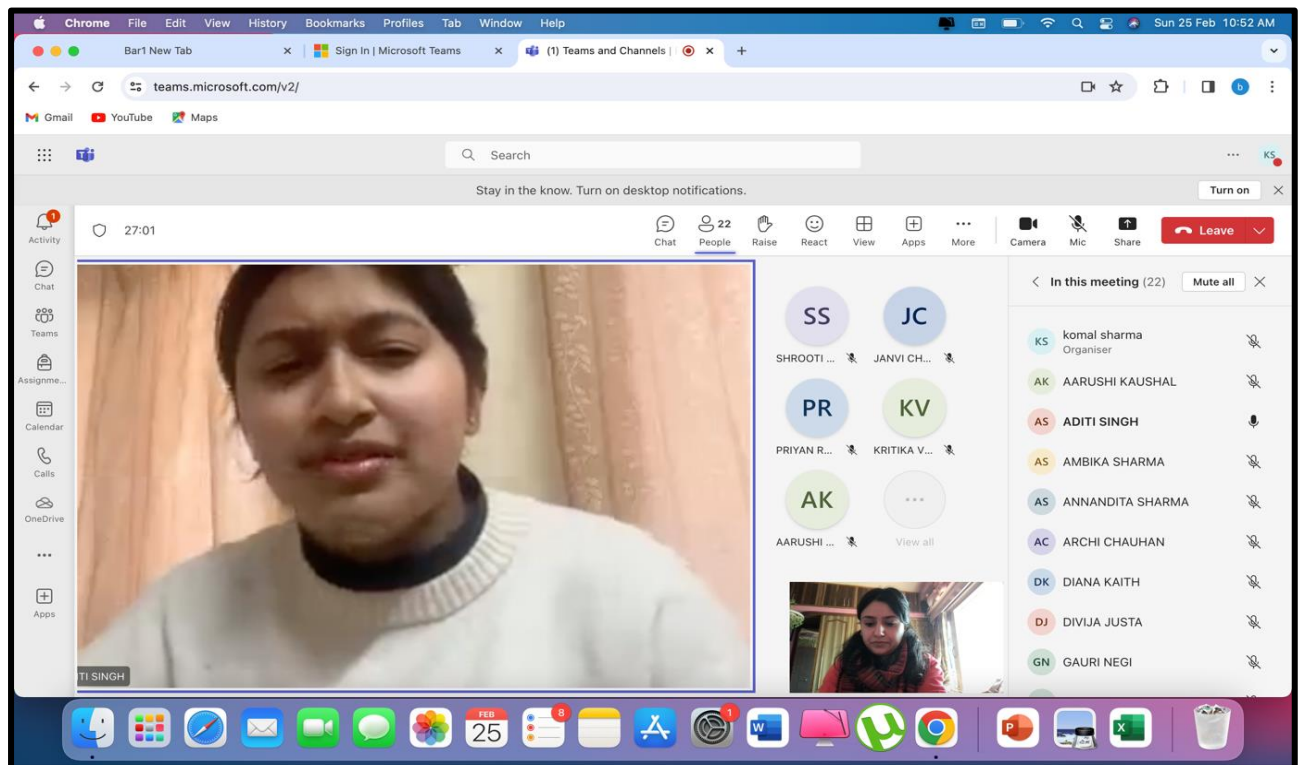 Chrome File Edit View History Bookmarks Profiles Tab Window Help Sun 25 Feb 10:52 AM
Bar1 New Tab Sign In | Microsoft Teams (1) Teams and Channels |
teams.microsoft.com/v2/ b
Gmail YouTube Maps
Search KS
Stay in the know. Turn on desktop notifications. Turn on
1
Activity
Chat
Teams
Assignme...
Calendar
Calls
OneDrive
Apps
27:01
22
Chat People Raise React View Apps More Camera Mic Share Leave
TI SINGH
SS JC
SHROOTI ... JANVI CH...
PR KV
PRIYAN R... KRITIKA V...
AK
AARUSHI ... View all
In this meeting (22) Mute all
KS komal sharma
Organiser
AK AARUSHI KAUSHAL
AS ADITI SINGH
AS AMBIKA SHARMA
AS ANNANDITA SHARMA
AC ARCHI CHAUHAN
DK DIANA KAITH
DJ DIVIJA JUSTA
GN GAURI NEGI
FEB
25
8
1
W
P
X